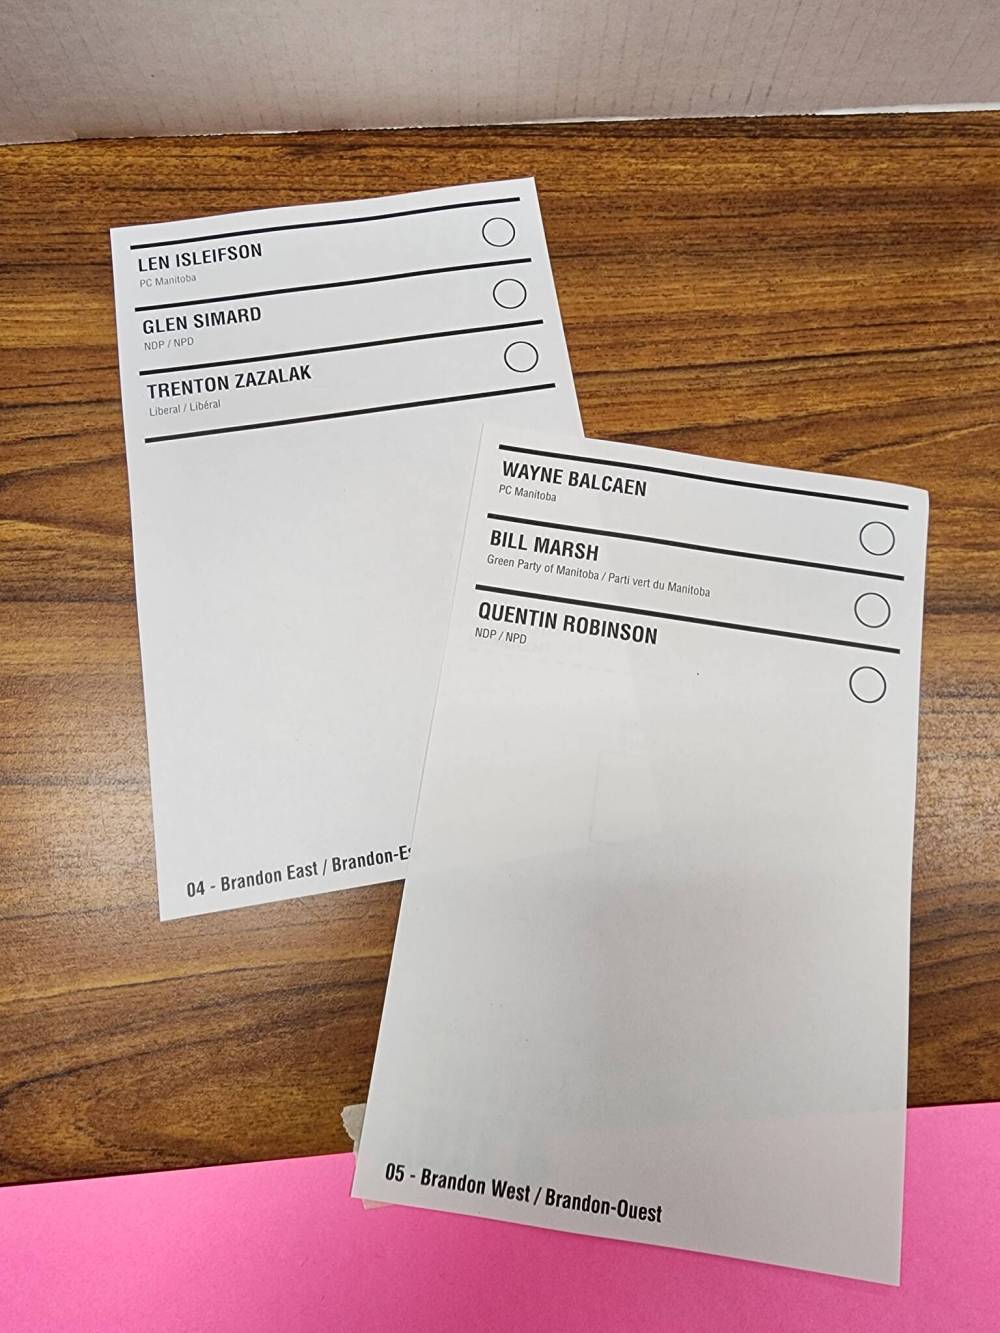 LEN ISLEIFSON
PC Manitoba
GLEN SIMARD
NDP / NPD
TRENTON ZAZALAK
Liberal / Libéral
04 - Brandon East / Brandon-Es
WAYNE BALCAEN
PC Manitoba
BILL MARSH
Green Party of Manitoba / Parti vert du Manitoba
QUENTIN ROBINSON
NDP / NPD
05 - Brandon West / Brandon-Ouest